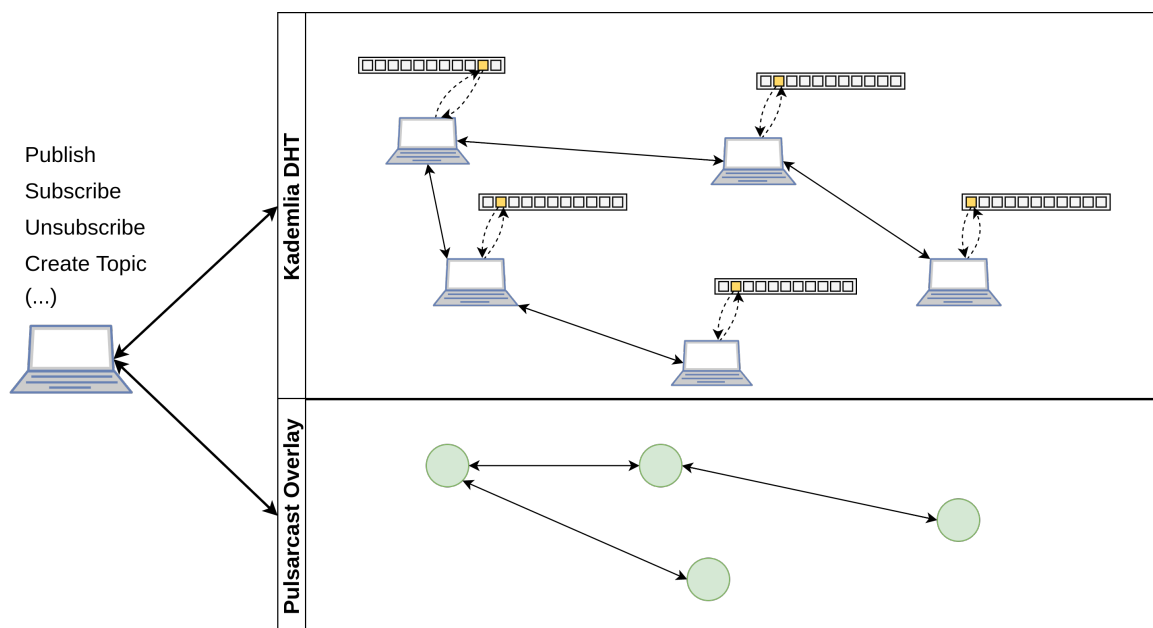 Publish
Subscribe
Unsubscribe
Create Topic
(...)
Kademlia DHT
Pulsarcast Overlay